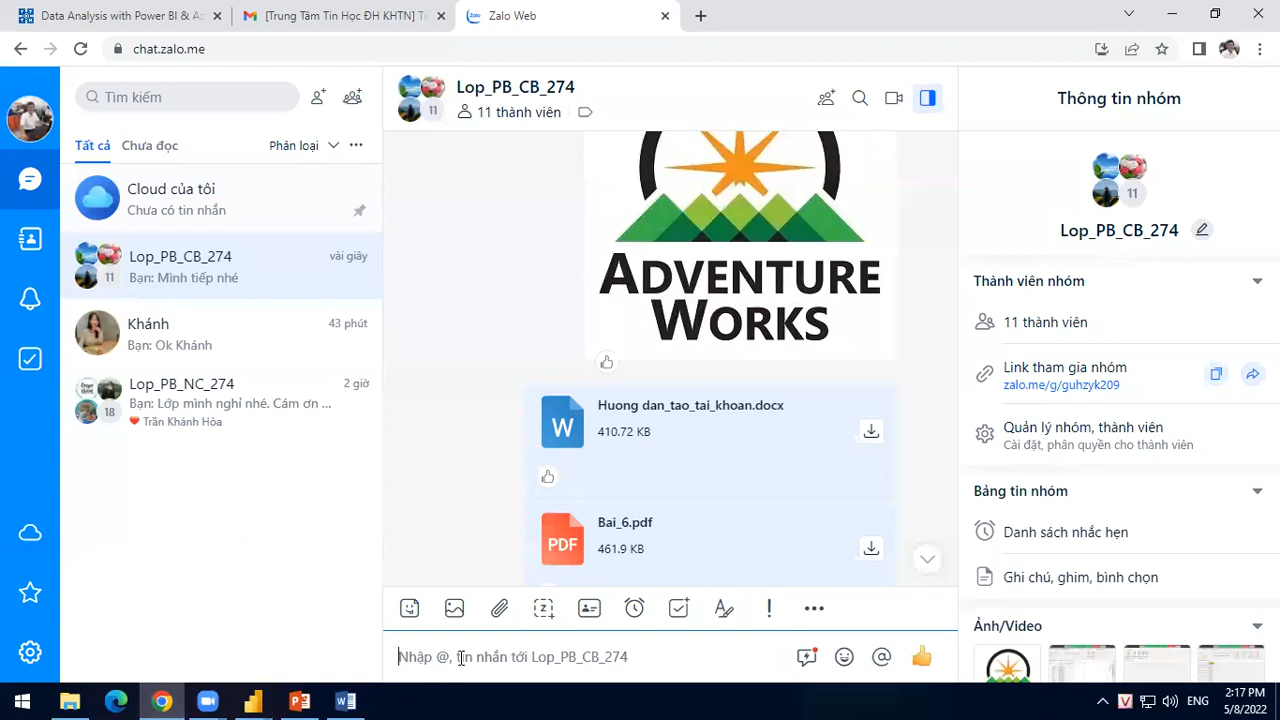 Data Analysis with Power BI & Az
[Trung Tâm Tin Học ĐH KHTN]
Zalo Web
chat.zalo.me
Tìm kiếm
Tất cả
Chưa đọc
Phân loại
Cloud của tôi
Chưa có tin nhắn
Lop_PB_CB_274
vài giây
11
Bạn: Mình tiếp nhé
Khánh
43 phút
Bạn: Ok Khánh
Lop_PB_NC_274
2 giờ
18
Bạn: Lớp mình nghỉ nhé. Cám ơn ...
Trần Khánh Hòa
Lop_PB_CB_274
11
11 thành viên
ADVENTURE
WORKS
W
Huong dan_tao_tai_khoan.docx
410.72 KB
PDF
Bai_6.pdf
461.9 KB
Nhập @, tin nhắn tới Lop_PB_CB_274
Thông tin nhóm
11
Lop_PB_CB_274
Thành viên nhóm
11 thành viên
Link tham gia nhóm
zalo.me/g/guhzyk209
Quản lý nhóm, thành viên
Cài đặt, phân quyền cho thành viên
Bảng tin nhóm
Danh sách nhắc hẹn
Ghi chú, ghim, bình chọn
Ảnh/Video
ENG
2:17 PM
5/8/2022